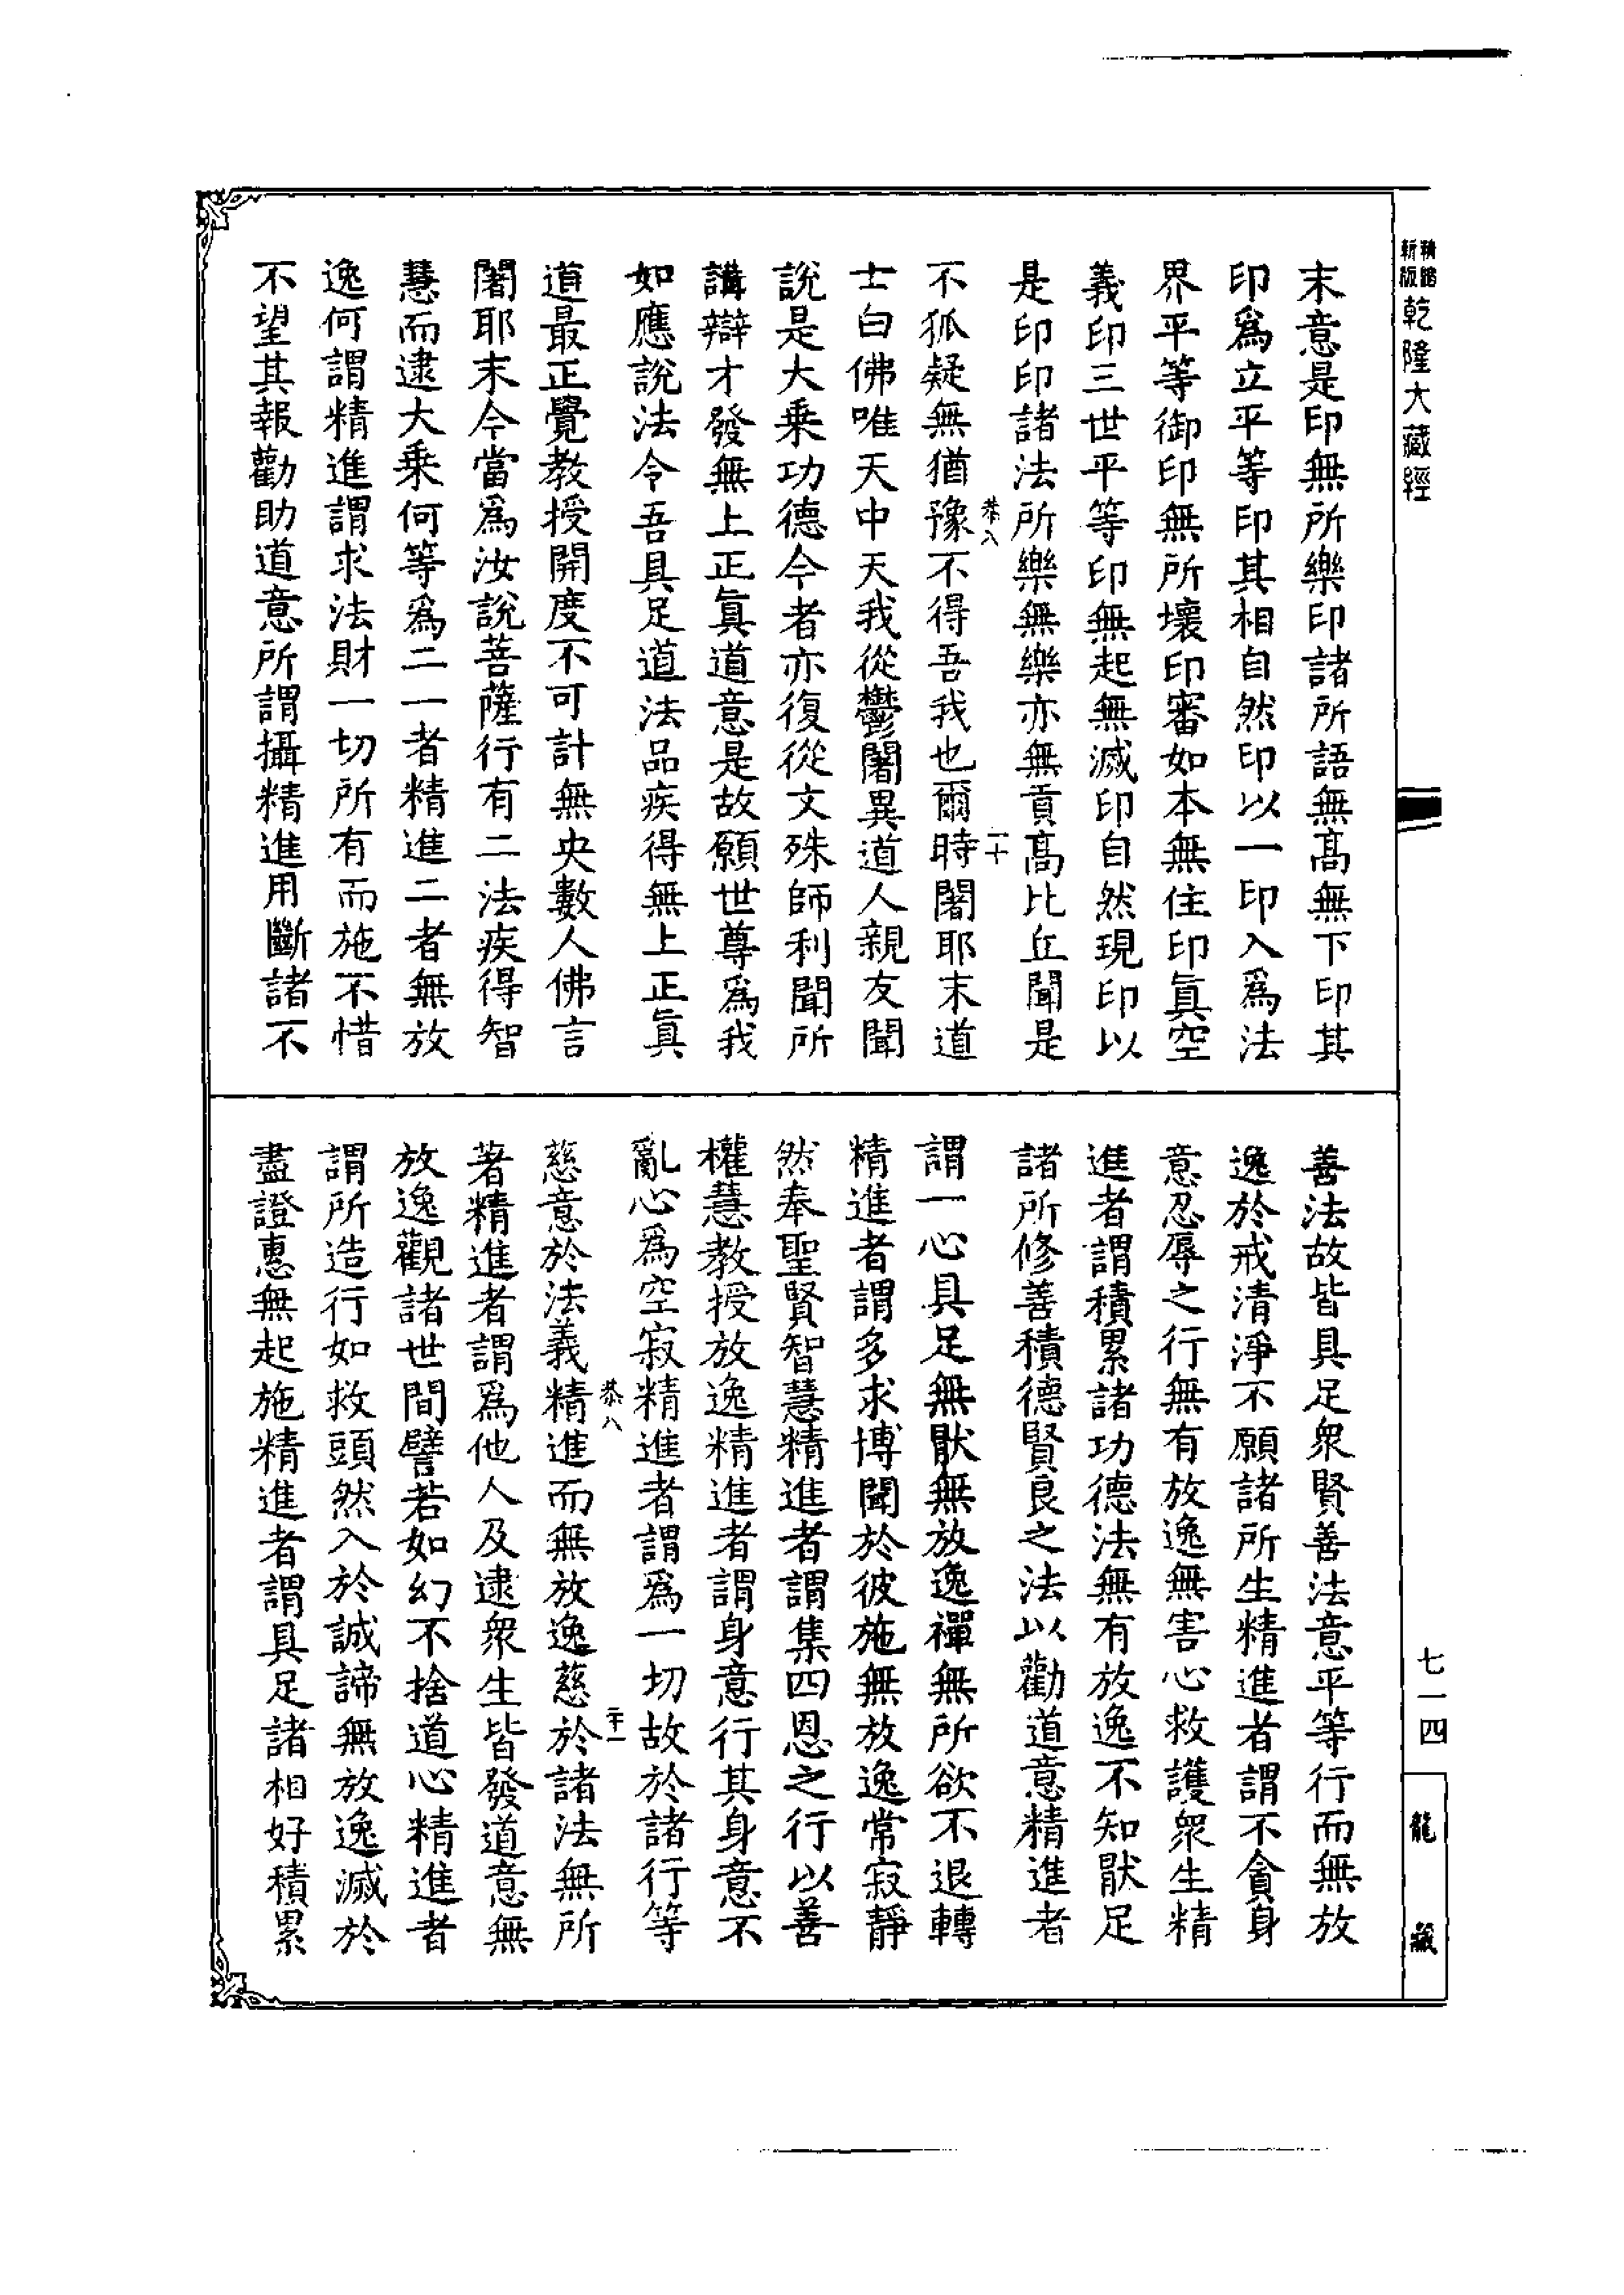 精縮
新版
乾隆大藏經
末意是印無所樂印諸所語無髙無下印其
印爲立平等印其相自然印以一印入爲法
界平等御印無所壞印審如本無住印眞空
義印三世平等印無起無滅印自然現印以
是印印諸法所樂無樂亦無貢髙比丘聞是
不狐疑無猶豫不得吾我也爾時闍耶末道
恭八
二十
士白佛唯天中天我從鬱闍異道人親友聞
說是大乗功德今者亦復從文殊師利聞所
講辯才發無上正眞道意是故願世尊爲我
如應說法令吾具足道法品疾得無上正眞
道最正覺教授開度不可計無央數人佛言
闍耶末今當爲汝說菩薩行有二法疾得智
慧而逮大乗何等爲二一者精進二者無放
逸何謂精進謂求法財一切所有而施不惜
不望其報勸助道意所謂攝精進用斷諸不
善法故皆具足衆賢善法意平等行而無放
逸於戒清淨不願諸所生精進者謂不貪身
意忍辱之行無有放逸無害心救護衆生精
進者謂積累諸功德法無有放逸不知猒足
諸所修善積德賢良之法以勸道意精進者
謂一心具足無猒無放逸禪無所欲不退轉
精進者謂多求博聞於彼施無放逸常寂靜
然奉聖賢智慧精進者謂集四恩之行以善
權慧教授放逸精進者謂身意行其身意不
亂心爲空寂精進者謂爲一切故於諸行等
恭八
二十一
慈意於法義精進而無放逸慈於諸法無所
著精進者謂爲他人及逮衆生皆發道意無
放逸觀諸世間譬若如幻不捨道心精進者
謂所造行如救頭然入於誠諦無放逸滅於
盡證惠無起施精進者謂具足諸相好積累
七一四
龍藏